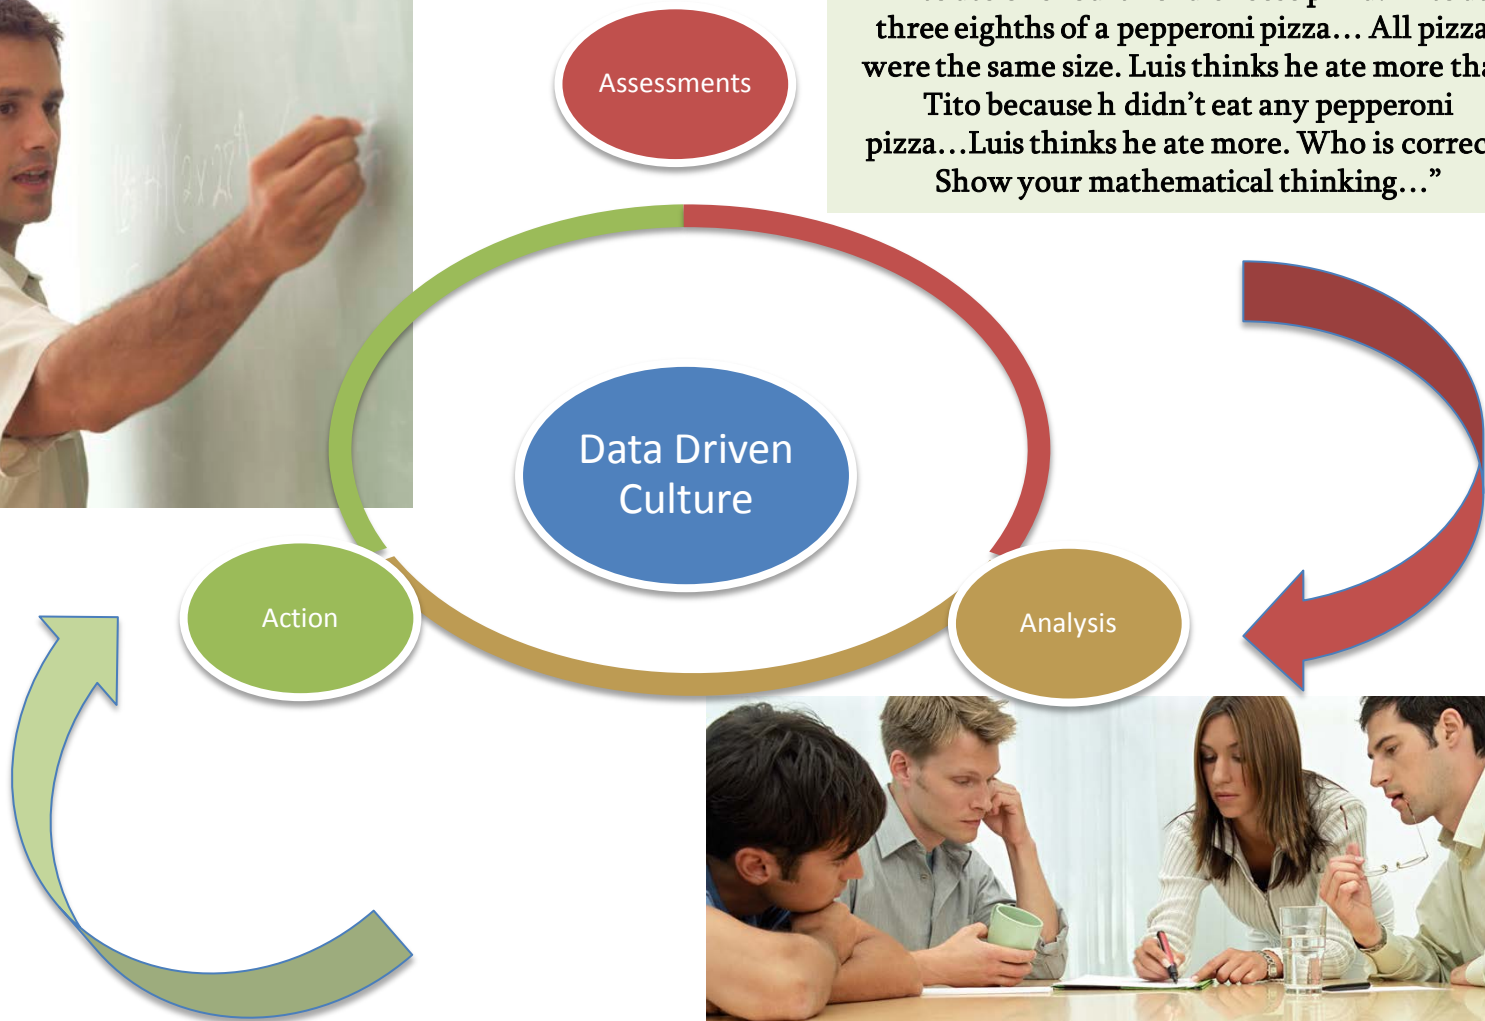 three eighths of a pepperoni pizza… All pizza
were the same size. Luis thinks he ate more tha
Tito because h didn’t eat any pepperoni
pizza…Luis thinks he ate more. Who is correc
Show your mathematical thinking…”
Assessments
Data Driven
Culture
Action
Analysis